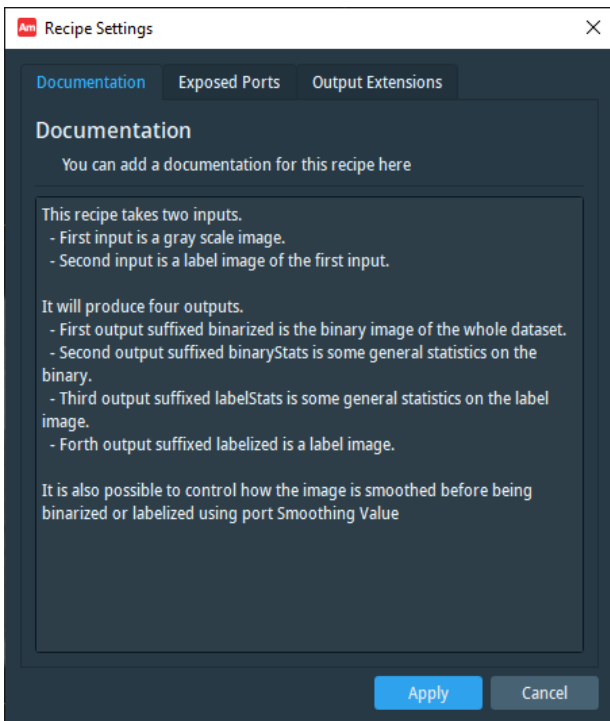 Am Recipe Settings
Documentation Exposed Ports Output Extensions
Documentation
You can add a documentation for this recipe here
This recipe takes two inputs.
- First input is a gray scale image.
- Second input is a label image of the first input.
It will produce four outputs.
- First output suffixed binarized is the binary image of the whole dataset.
- Second output suffixed binaryStats is some general statistics on the
binary.
- Third output suffixed labelStats is some general statistics on the label
image.
- Forth output suffixed labelized is a label image.
It is also possible to control how the image is smoothed before being
binarized or labelized using port Smoothing Value
Apply Cancel